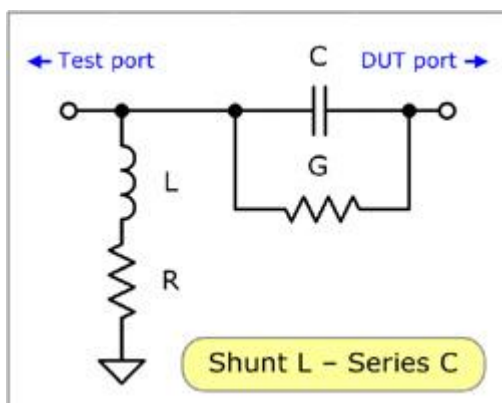 Test port
C
DUT port
G
L
R
Shunt L – Series C